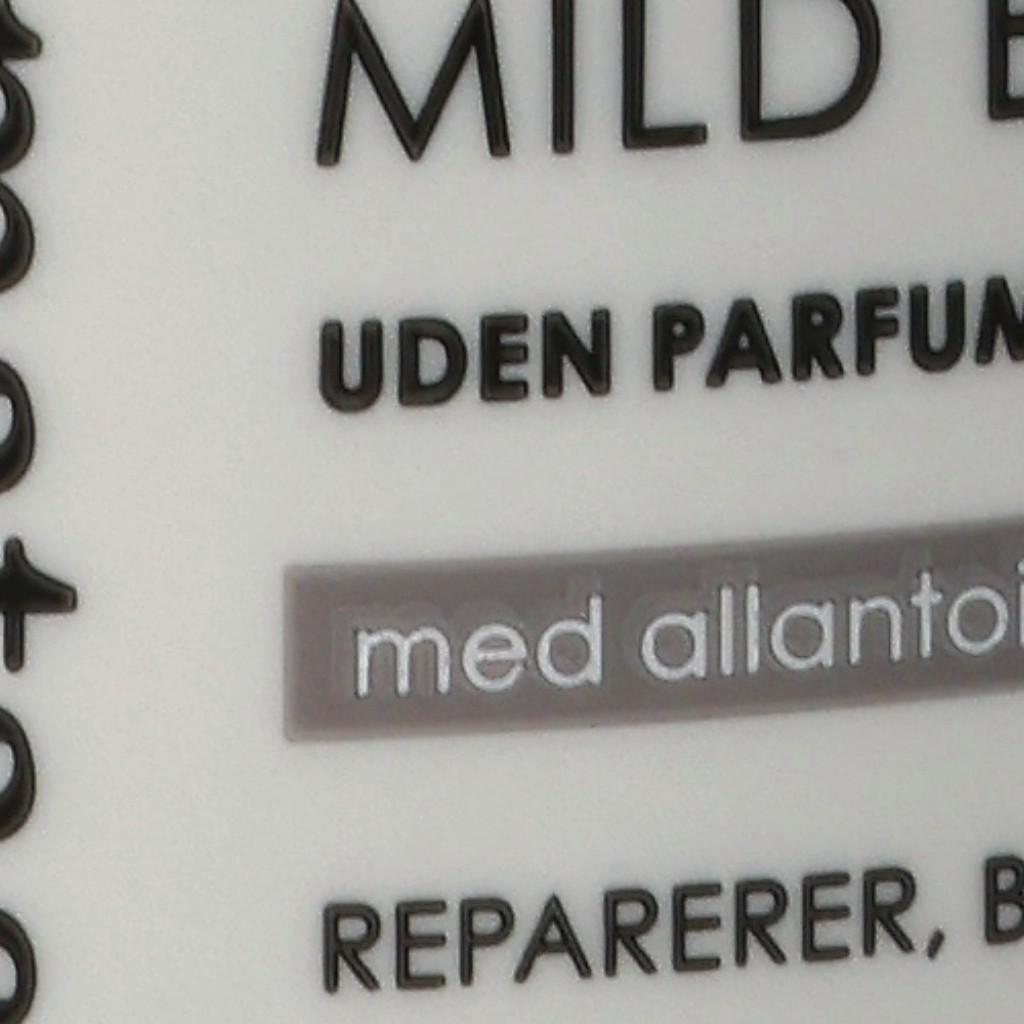 MILD
UDEN PARFUM
med allantoi
REPARERER,